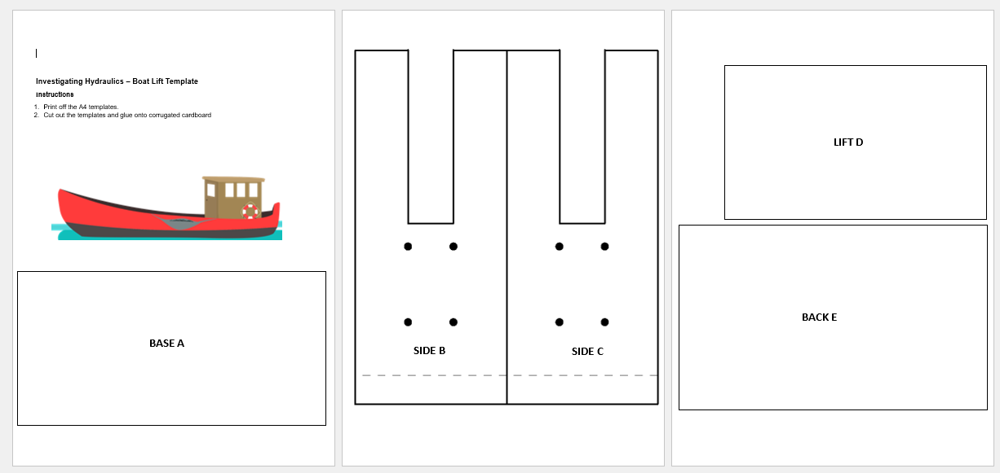 Investigating Hydraulics – Boat Lift Template
Instructions
1. Print off the A4 templates.
2. Cut out the templates and glue onto corrugated cardboard
BASE A
SIDE B
SIDE C
LIFT D
BACK E